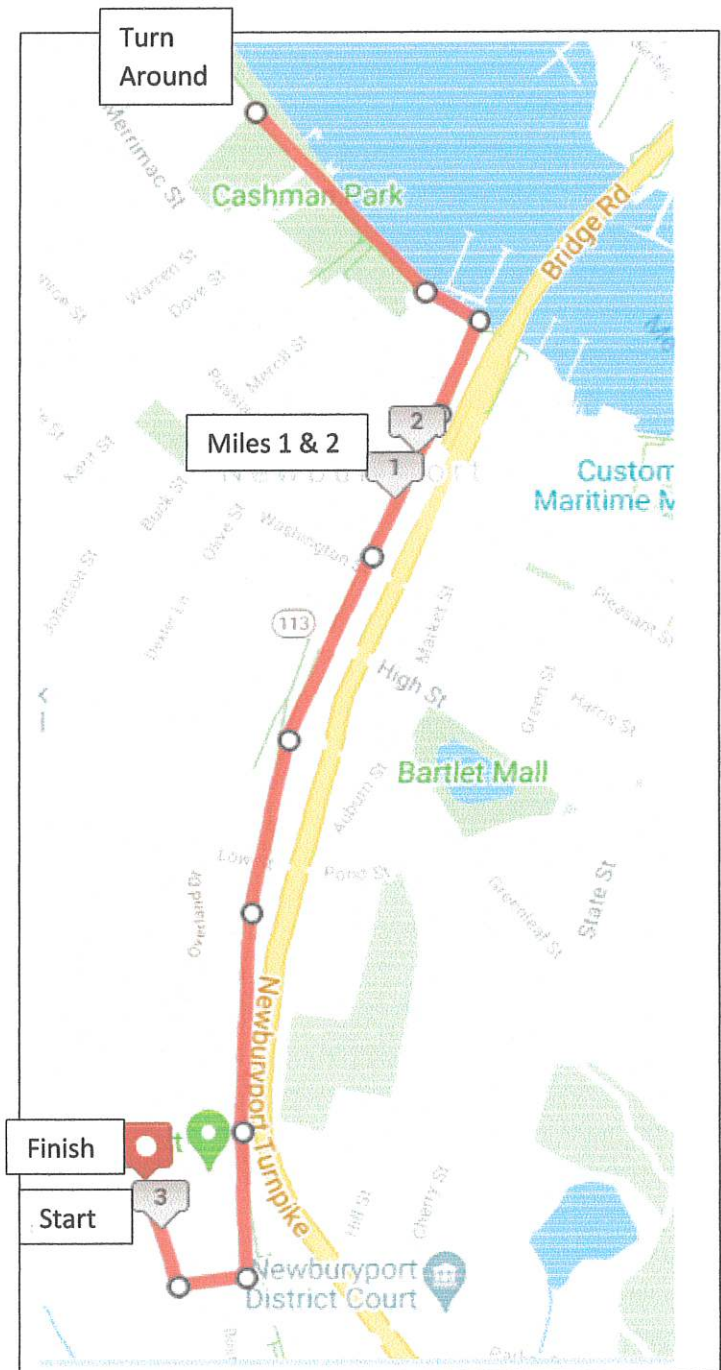 Turn
Around
Merrimac St
Cashman Park
Bridge Rd
Warren St
Dove St
Merrill St
2
Miles 1 & 2
1
Kent St
Buck St
Olive St
Washington S
Custom
Maritime M
Johnson St
Dexter Ln
113
Market St
Pleasant St
High St
Green St
Harris St
Bartlet Mall
Auburn St
Low St
Pond St
Overland Dr
Greenleaf St
State St
Newburyport Turnpike
Finish
t
3
Start
Hill St
Cherry St
Newburyport
District Court